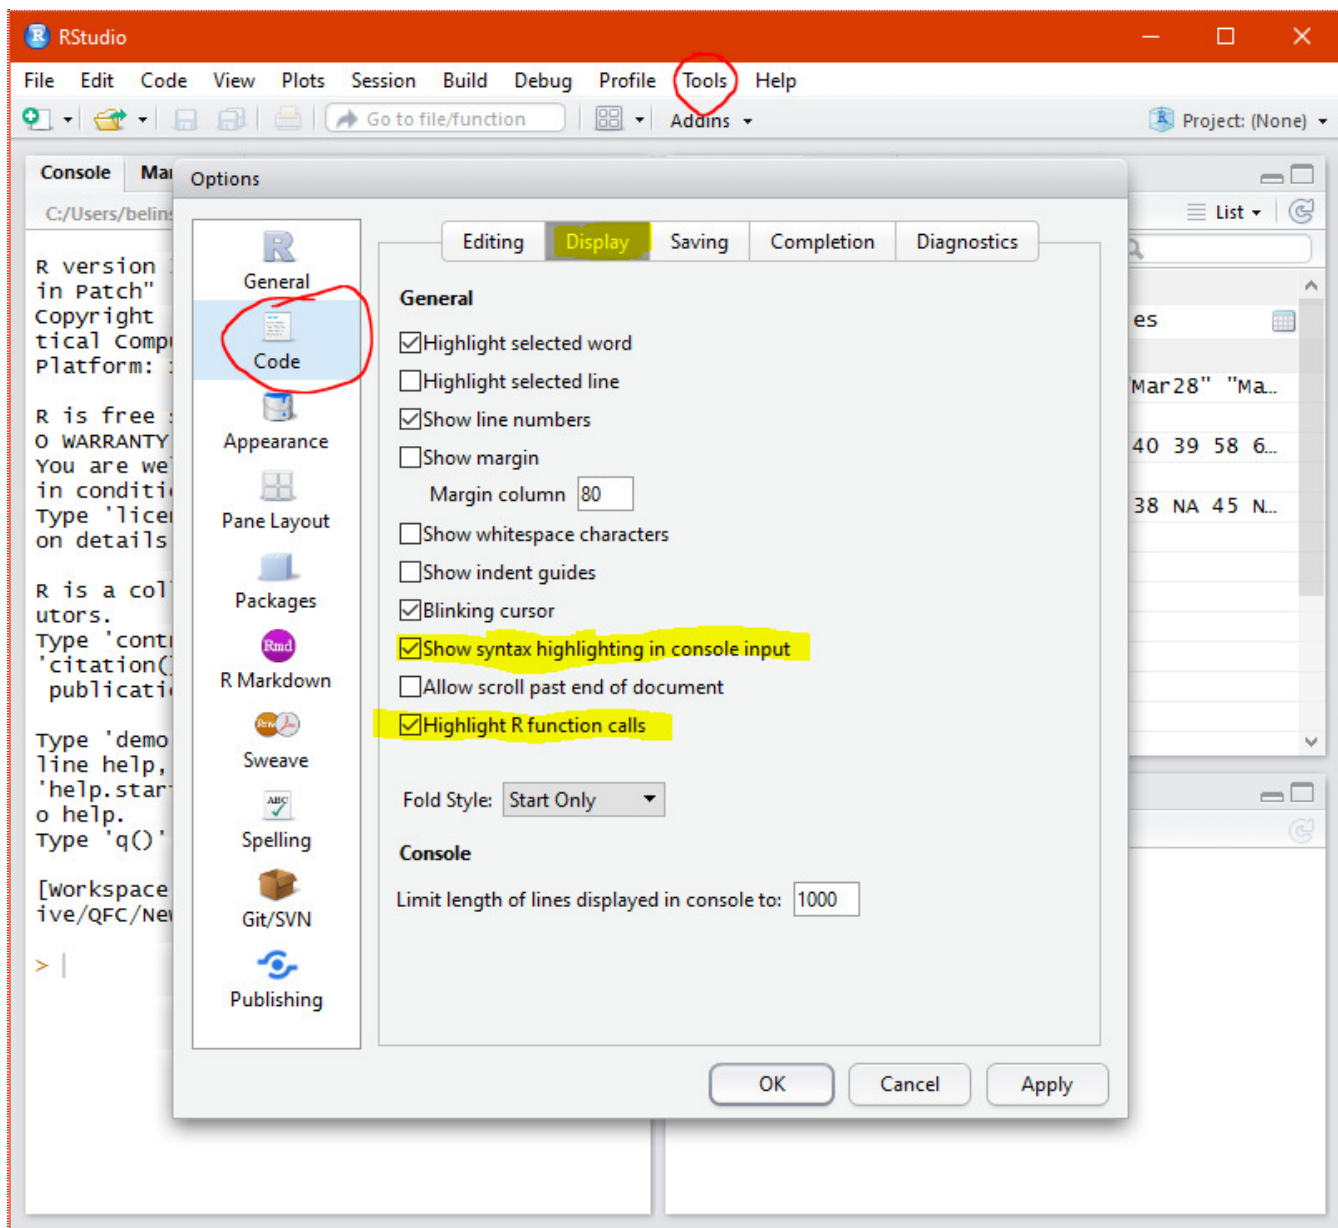 RStudio
File Edit Code View Plots Session Build Debug Profile Tools Help
Go to file/function Addins Project: (None)
Console
Options
C:/Users/belins
List
Editing Display Saving Completion Diagnostics
R version
in Patch"
Copyright
tical Comp
Platform:
R is free
O WARRANTY
You are we
in conditi
Type 'licen
on details
R is a col
utors.
Type 'contr
'citation()
publicati
Type 'demo
line help,
'help.star
o help.
Type 'q()'
[Workspace
ive/QFC/New
>
R
General
Code
Appearance
Pane Layout
Packages
Rmd
R Markdown
Sweave
ABC
Spelling
Git/SVN
Publishing
General
Highlight selected word
Highlight selected line
Show line numbers
Show margin
Margin column 80
Show whitespace characters
Show indent guides
Blinking cursor
Show syntax highlighting in console input
Allow scroll past end of document
Highlight R function calls
Fold Style: Start Only
Console
Limit length of lines displayed in console to: 1000
OK Cancel Apply
es
Mar28" "Ma...
40 39 58 6...
38 NA 45 N...